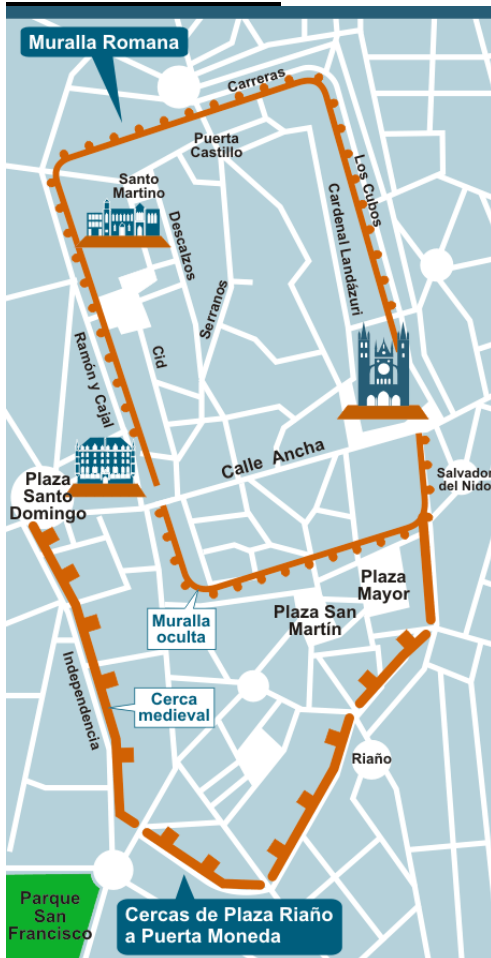 Muralla Romana
Carreras
Puerta
Castillo
Los Cubos
Santo
Martino
Cardenal Landázuri
Descalzos
Serranos
Cid
Ramón y Cajal
Calle Ancha
Plaza
Santo
Domingo
Salvador
del Nido
Plaza
Mayor
Plaza San
Martín
Muralla
oculta
Independencia
Cerca
medieval
Riaño
Parque
San
Francisco
Cercas de Plaza Riaño
a Puerta Moneda